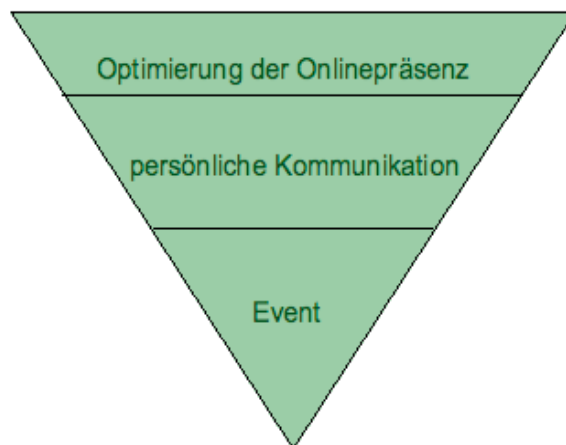 Optimierung der Onlinepräsenz
persönliche Kommunikation
Event